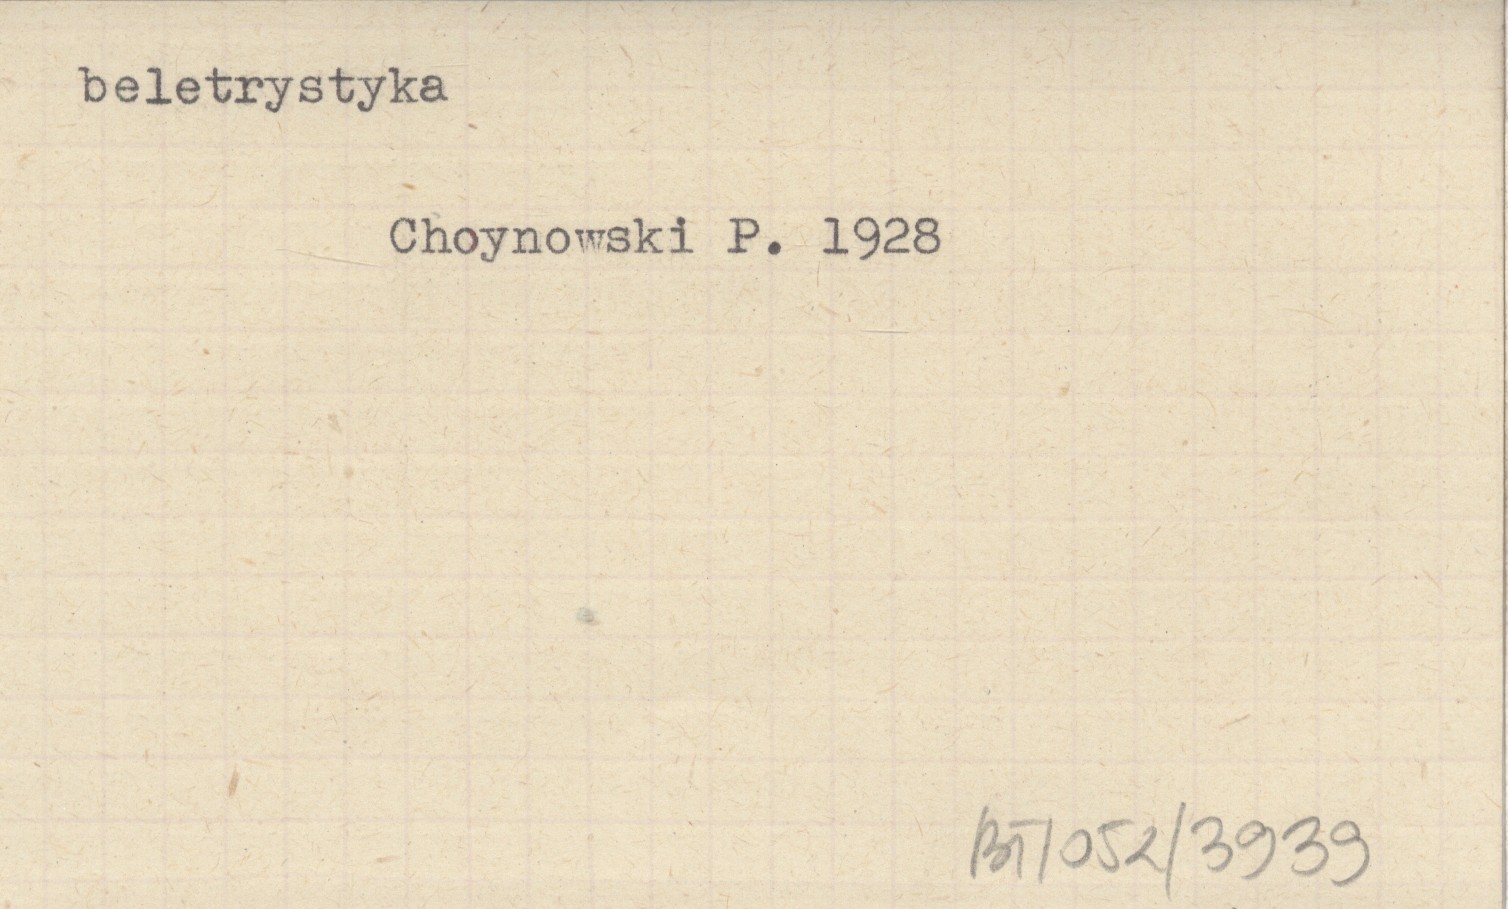 beletrystyka
Choynowski P. 1928
BT/052/3939